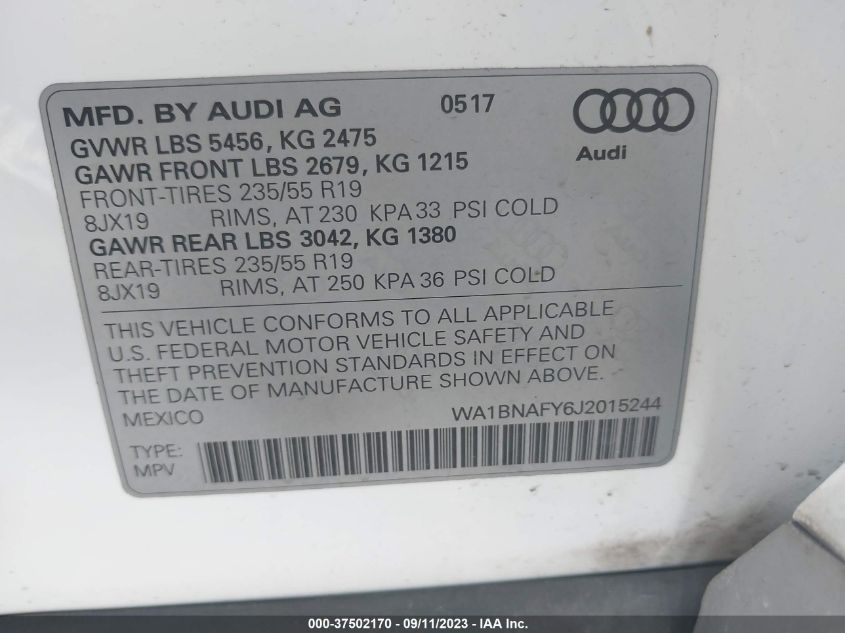 MFD. BY AUDI AG 0517
GVWR LBS 5456, KG 2475
Audi
GAWR FRONT LBS 2679, KG 1215
FRONT-TIRES 235/55 R19
8JX19 RIMS, AT 230 KPA 33 PSI COLD
GAWR REAR LBS 3042, KG 1380
REAR-TIRES 235/55 R19
8JX19 RIMS, AT 250 KPA 36 PSI COLD
THIS VEHICLE CONFORMS TO ALL APPLICABLE
U.S. FEDERAL MOTOR VEHICLE SAFETY AND
THEFT PREVENTION STANDARDS IN EFFECT ON
THE DATE OF MANUFACTURE SHOWN ABOVE.
MEXICO WA1BNAFY6J2015244
TYPE:
MPV
000-37502170 - 09/11/2023 - IAA Inc.